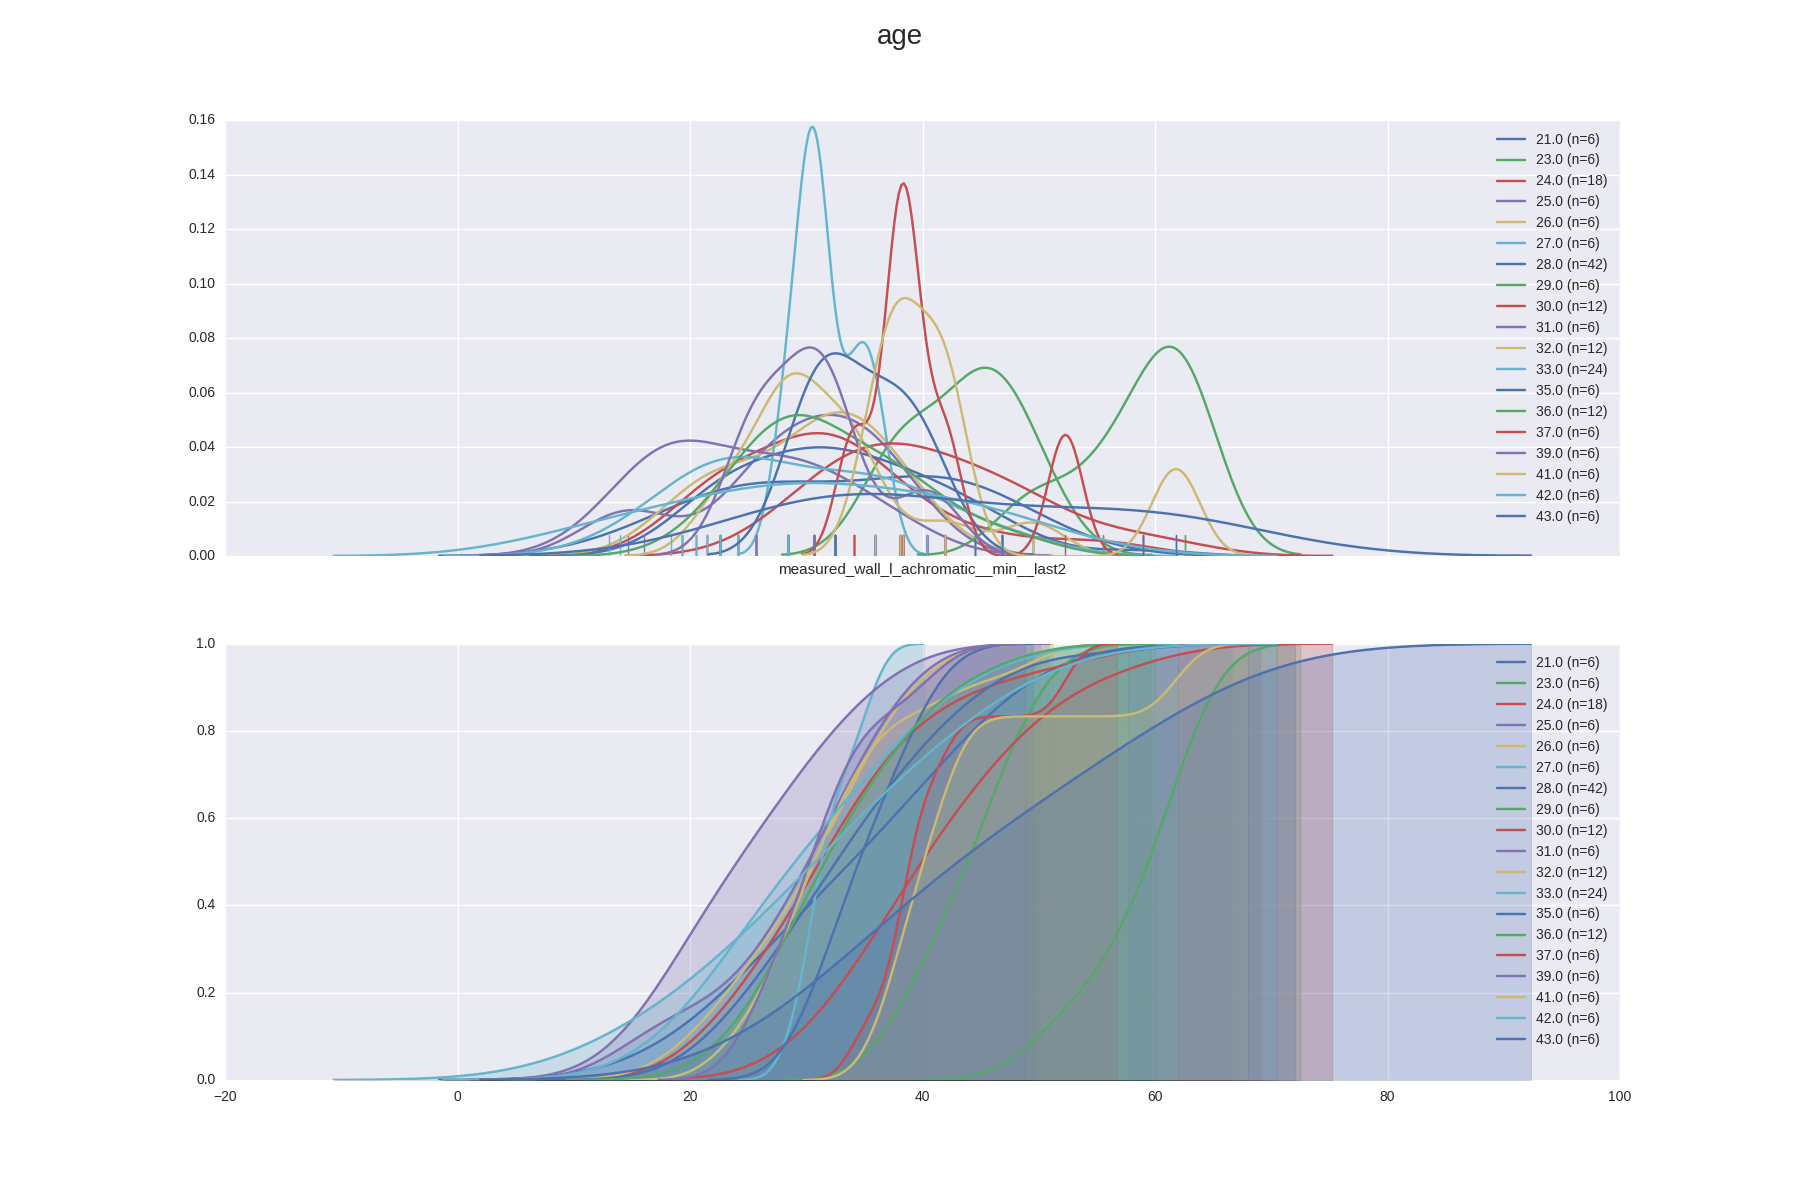 age
0.16
0.14
0.12
0.10
0.08
0.06
0.04
0.02
0.00
21.0 (n=6)
23.0 (n=6)
24.0 (n=18)
25.0 (n=6)
26.0 (n=6)
27.0 (n=6)
28.0 (n=42)
29.0 (n=6)
30.0 (n=12)
31.0 (n=6)
32.0 (n=12)
33.0 (n=24)
35.0 (n=6)
36.0 (n=12)
37.0 (n=6)
39.0 (n=6)
41.0 (n=6)
42.0 (n=6)
43.0 (n=6)
measured_wall_l_achromatic__min__last2
1.0
0.8
0.6
0.4
0.2
0.0
21.0 (n=6)
23.0 (n=6)
24.0 (n=18)
25.0 (n=6)
26.0 (n=6)
27.0 (n=6)
28.0 (n=42)
29.0 (n=6)
30.0 (n=12)
31.0 (n=6)
32.0 (n=12)
33.0 (n=24)
35.0 (n=6)
36.0 (n=12)
37.0 (n=6)
39.0 (n=6)
41.0 (n=6)
42.0 (n=6)
43.0 (n=6)
−20 0 20 40 60 80 100